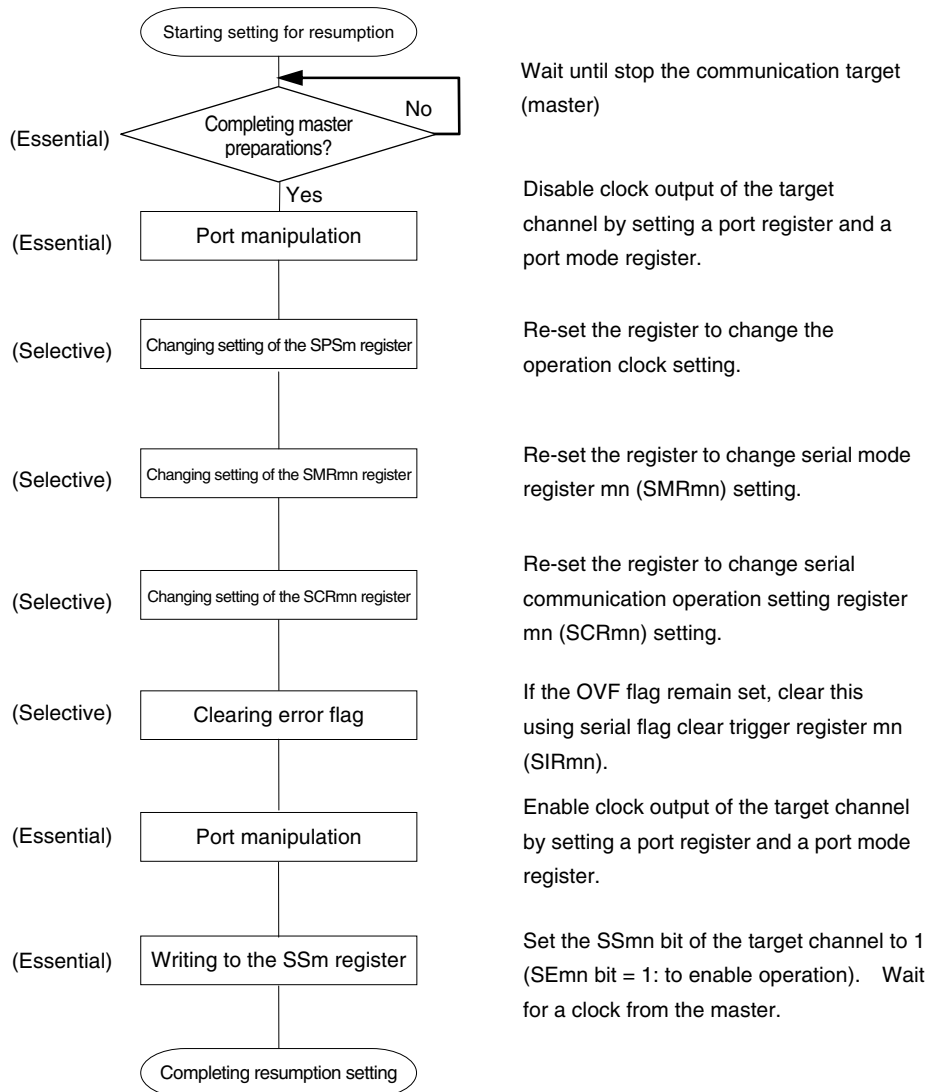 Starting setting for resumption
Wait until stop the communication target
(master)
No
(Essential)
Completing master
preparations?
Yes
Disable clock output of the target
channel by setting a port register and a
port mode register.
(Essential)
Port manipulation
(Selective)
Changing setting of the SPSm register
Re-set the register to change the
operation clock setting.
(Selective)
Changing setting of the SMRmn register
Re-set the register to change serial mode
register mn (SMRmn) setting.
(Selective)
Changing setting of the SCRmn register
Re-set the register to change serial
communication operation setting register
mn (SCRmn) setting.
(Selective)
Clearing error flag
If the OVF flag remain set, clear this
using serial flag clear trigger register mn
(SIRmn).
(Essential)
Port manipulation
Enable clock output of the target channel
by setting a port register and a port mode
register.
(Essential)
Writing to the SSm register
Set the SSmn bit of the target channel to 1
(SEmn bit = 1: to enable operation). Wait
for a clock from the master.
Completing resumption setting